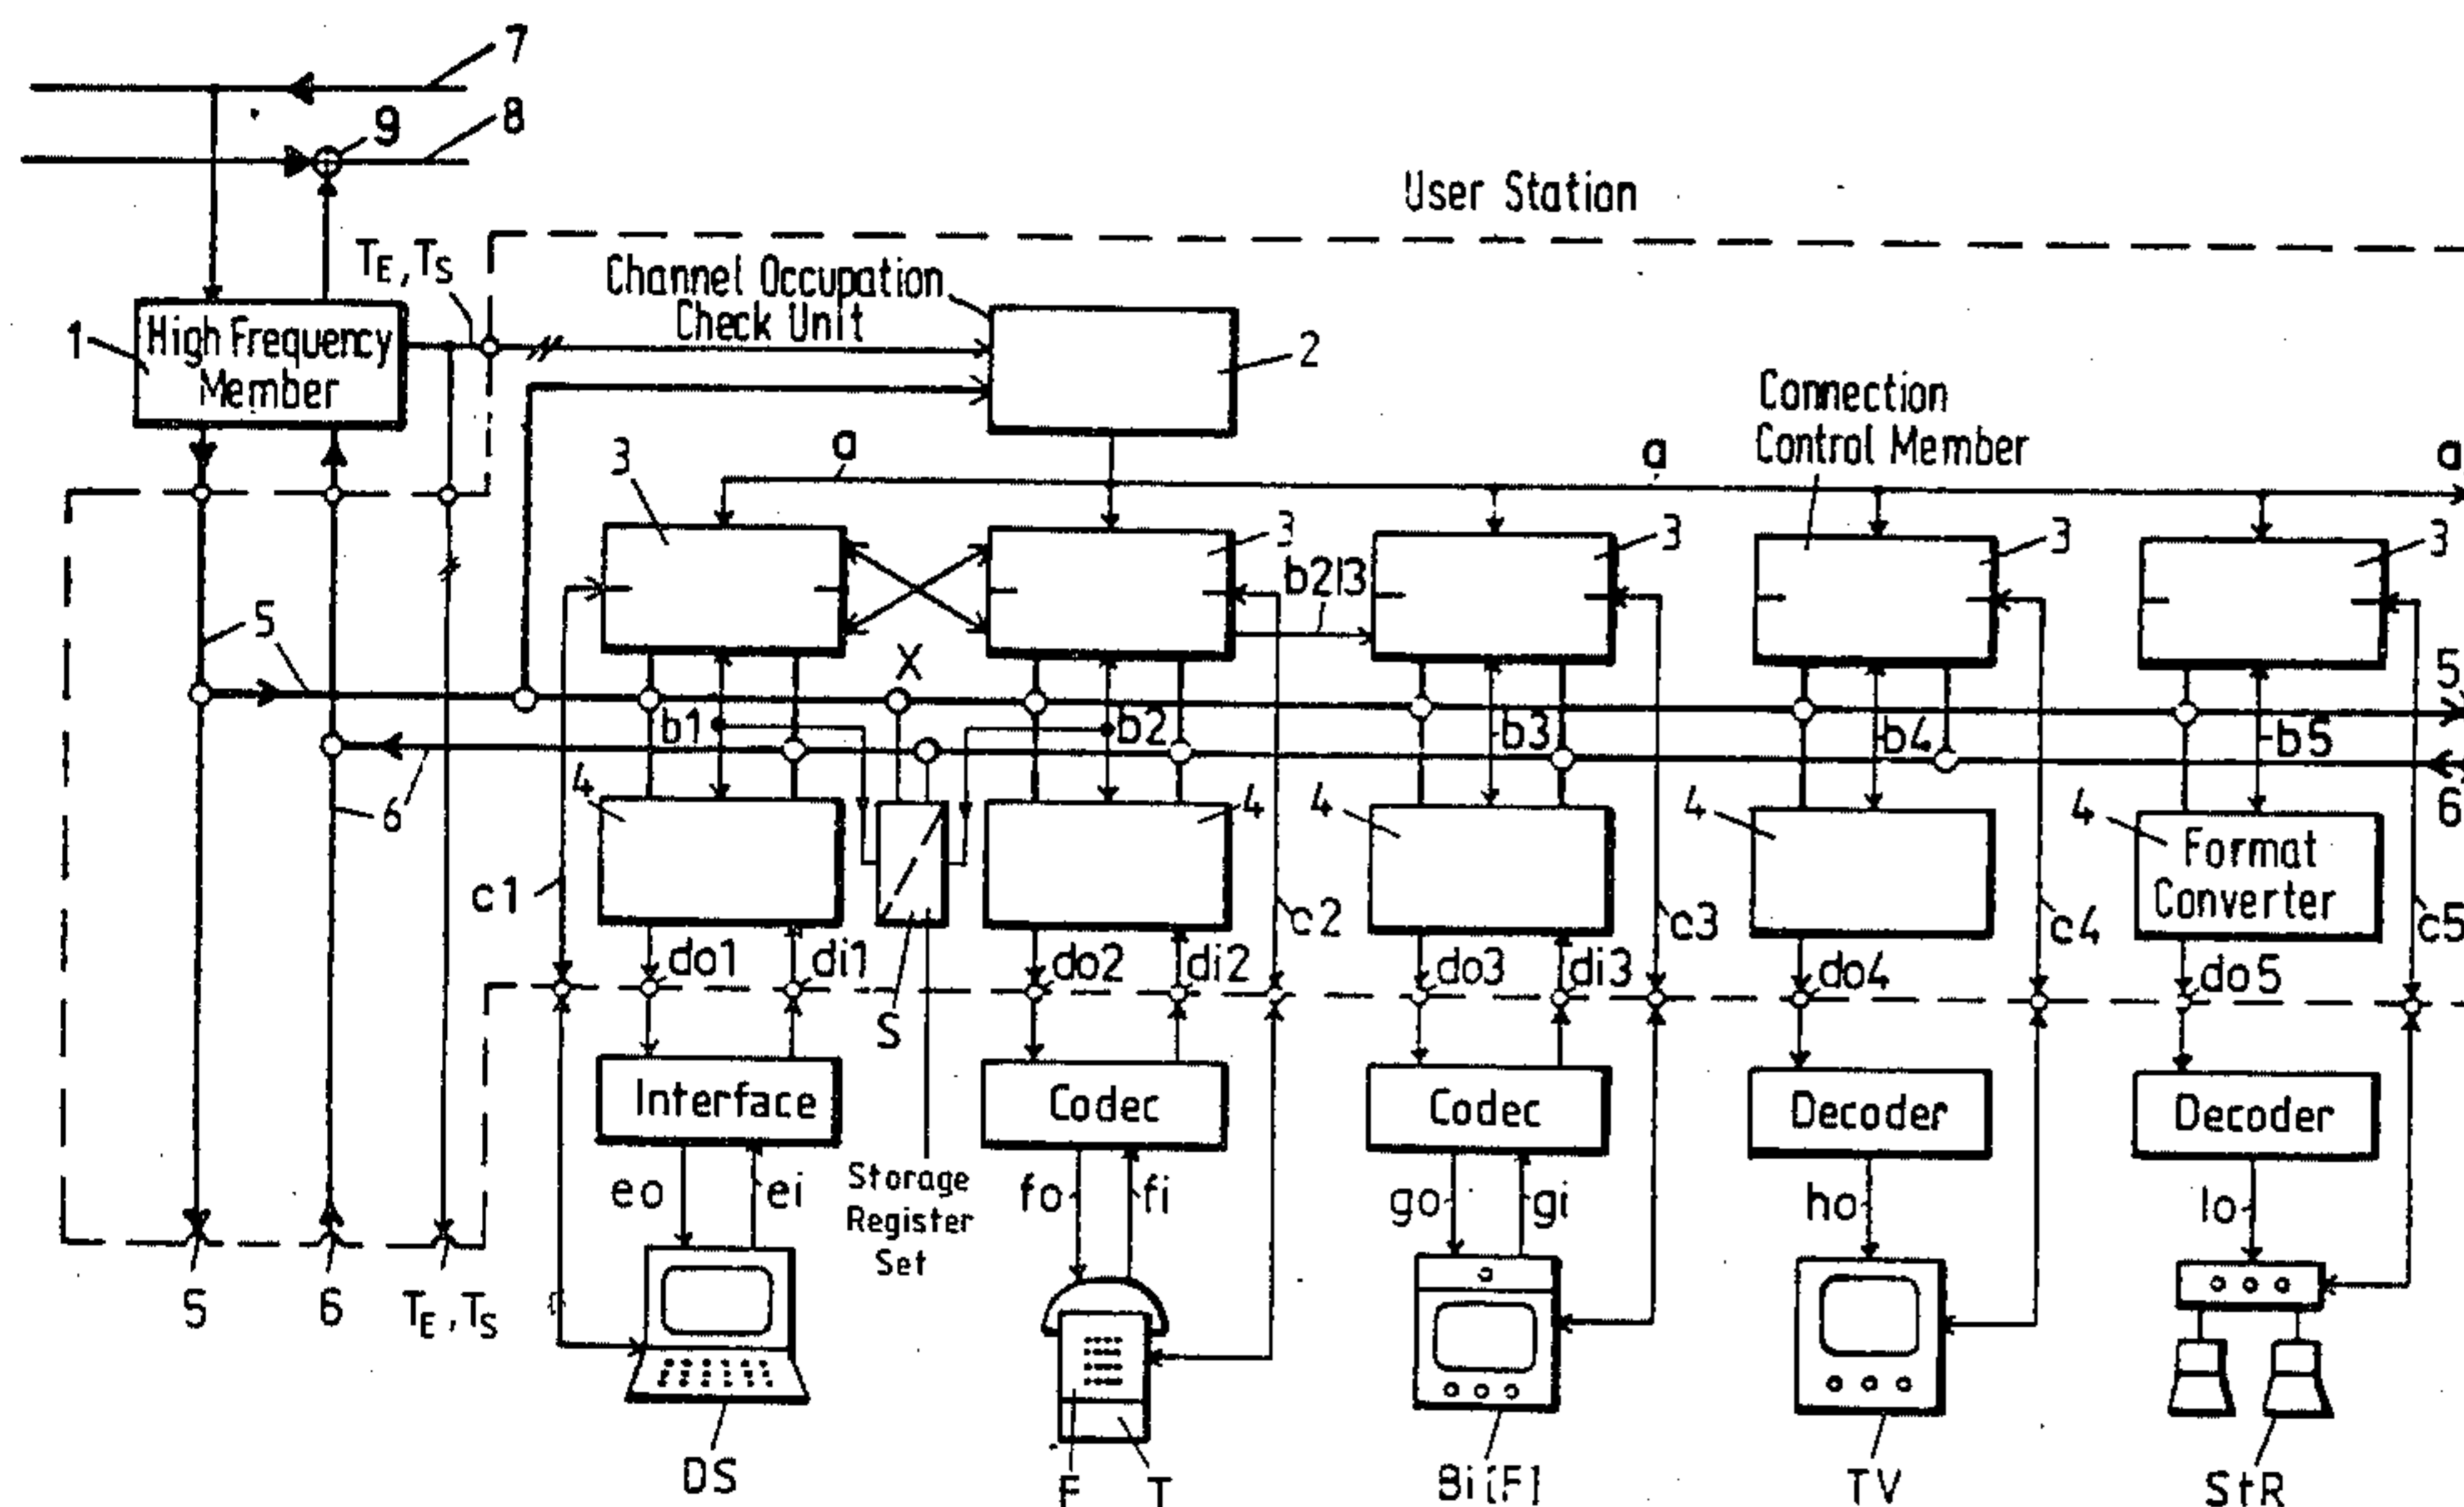 7
8
9
User Station
TE, TS
Channel Occupation
Check Unit
1
High Frequency
Member
2
Connection
Control Member
a
a
a
3
3
3
3
3
b2/3
5
X
5
b1
b2
b3
b4
b5
6
6
4
4
4
4
4
Format
Converter
c1
c2
c3
c4
c5
do1
di1
do2
di2
do3
di3
do4
do5
S
Interface
Codec
Codec
Decoder
Decoder
eo
ei
Storage
Register
Set
fo
fi
go
gi
ho
lo
5
6
TE, TS
DS
F
T
TV
StR